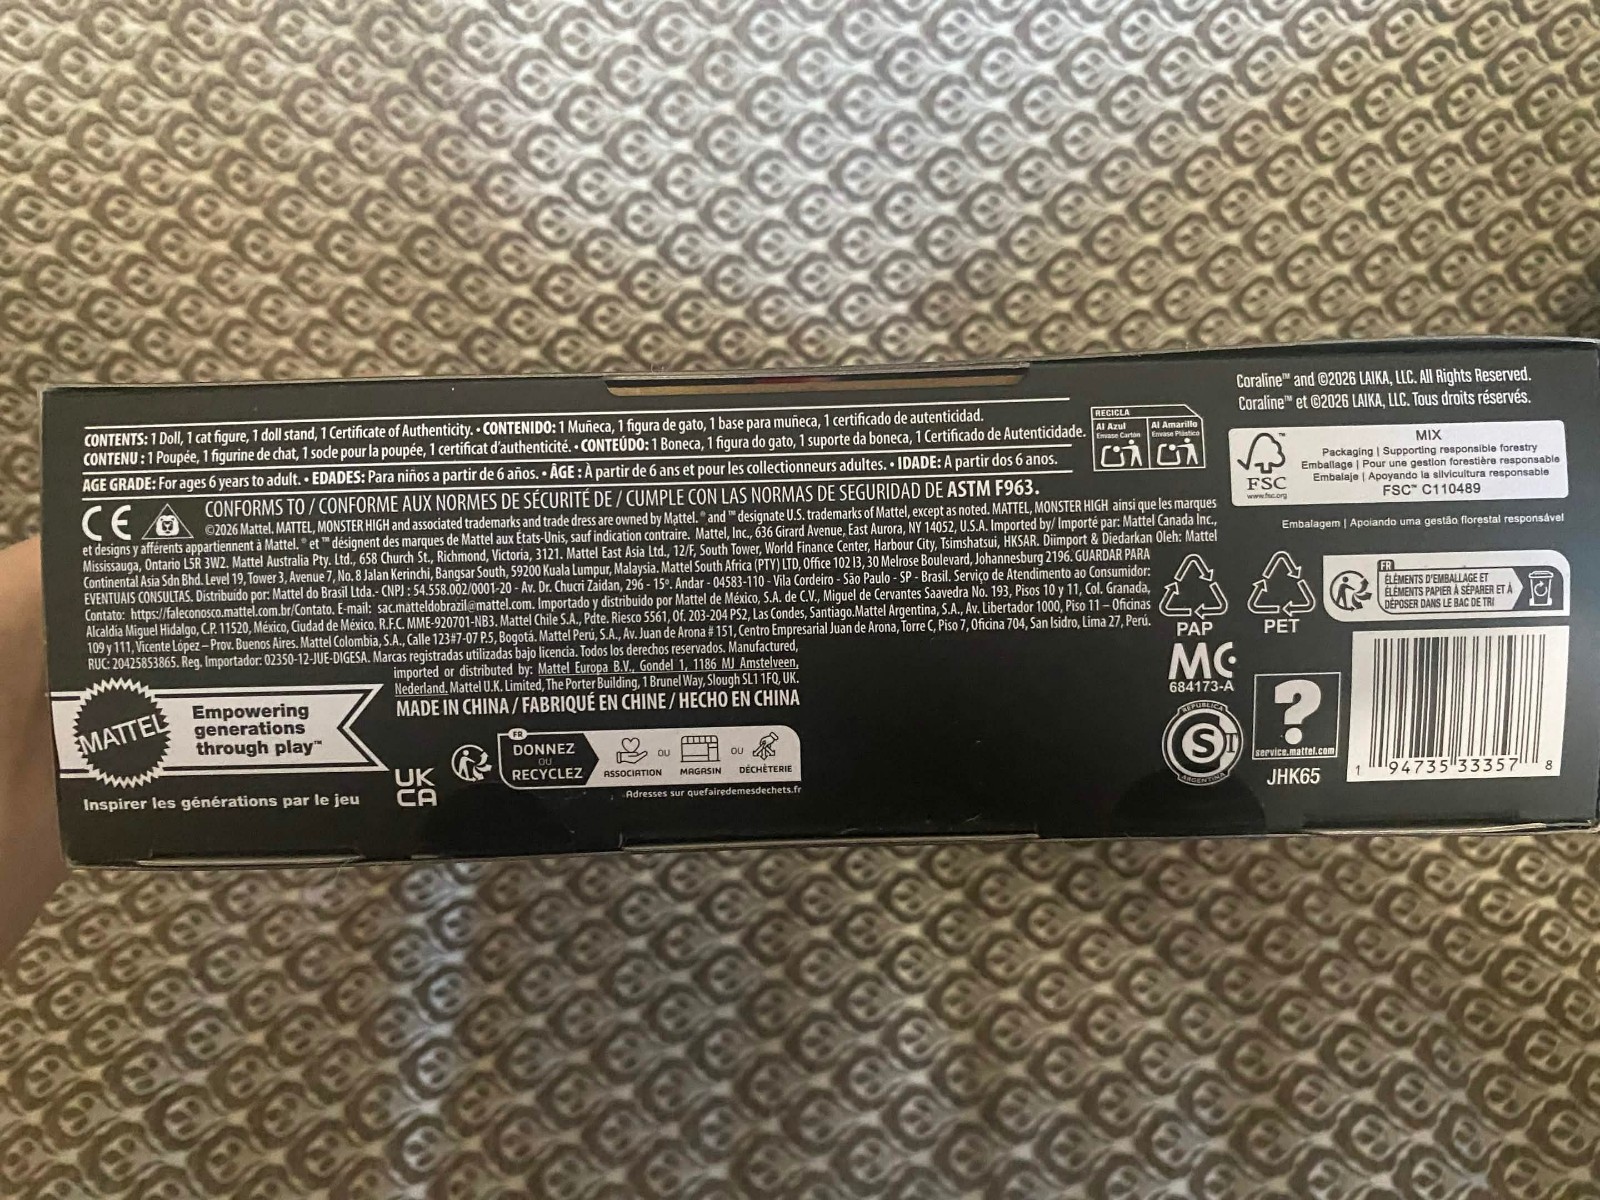 CONTENTS: 1 Doll, 1 cat figure, 1 doll stand, 1 Certificate of Authenticity. • CONTENIDO: 1 Muñeca, 1 figura de gato, 1 base para muñeca, 1 certificado de autenticidad.
CONTENU : 1 Poupée, 1 figurine de chat, 1 socle pour la poupée, 1 certificat d'authenticité. • CONTEÚDO: 1 Boneca, 1 figura do gato, 1 suporte da boneca, 1 Certificado de Autenticidade.
AGE GRADE: For ages 6 years to adult. • EDADES: Para niños a partir de 6 años. • ÂGE : À partir de 6 ans et pour les collectionneurs adultes. • IDADE: A partir dos 6 anos.
CE
CONFORMS TO / CONFORME AUX NORMES DE SÉCURITÉ DE / CUMPLE CON LAS NORMAS DE SEGURIDAD DE ASTM F963.
©2026 Mattel. MATTEL, MONSTER HIGH and associated trademarks and trade dress are owned by Mattel. ® and ™ designate U.S. trademarks of Mattel, except as noted. MATTEL, MONSTER HIGH ainsi que les marques
et designs y afférents appartiennent à Mattel. ® et ™ désignent des marques de Mattel aux États-Unis, sauf indication contraire. Mattel, Inc., 636 Girard Avenue, East Aurora, NY 14052, U.S.A. Imported by/ Importé par: Mattel Canada Inc.,
Mississauga, Ontario L5R 3W2. Mattel Australia Pty. Ltd., 658 Church St., Richmond, Victoria, 3121. Mattel East Asia Ltd., 12/F, South Tower, World Finance Center, Harbour City, Tsimshatsui, HKSAR. Diimport & Diedarkan Oleh: Mattel
Continental Asia Sdn Bhd. Level 19, Tower 3, Avenue 7, No. 8 Jalan Kerinchi, Bangsar South, 59200 Kuala Lumpur, Malaysia. Mattel South Africa (PTY) LTD, Office 102 I3, 30 Melrose Boulevard, Johannesburg 2196. GUARDAR PARA
EVENTUAIS CONSULTAS. Distribuido por: Mattel do Brasil Ltda.- CNPJ : 54.558.002/0001-20 - Av. Dr. Chucri Zaidan, 296 - 15º. Andar - 04583-110 - Vila Cordeiro - São Paulo - SP - Brasil. Serviço de Atendimento ao Consumidor:
Contato: https://faleconosco.mattel.com.br/Contato. E-mail: sac.matteldobrazil@mattel.com. Importado y distribuido por Mattel de México, S.A. de C.V., Miguel de Cervantes Saavedra No. 193, Pisos 10 y 11, Col. Granada,
Alcaldía Miguel Hidalgo, C.P. 11520, México, Ciudad de México. R.F.C. MME-920701-NB3. Mattel Chile S.A., Pdte. Riesco 5561, Of. 203-204 PS2, Las Condes, Santiago.Mattel Argentina, S.A., Av. Libertador 1000, Piso 11 – Oficinas
109 y 111, Vicente López – Prov. Buenos Aires. Mattel Colombia, S.A., Calle 123#7-07 P.5, Bogotá. Mattel Perú, S.A., Av. Juan de Arona # 151, Centro Empresarial Juan de Arona, Torre C, Piso 7, Oficina 704, San Isidro, Lima 27, Perú.
RUC: 20425853865. Reg. Importador: 02350-12-JUE-DIGESA. Marcas registradas utilizadas bajo licencia. Todos los derechos reservados. Manufactured,
imported or distributed by: Mattel Europa B.V., Gondel 1, 1186 MJ Amstelveen,
Nederland. Mattel U.K. Limited, The Porter Building, 1 Brunel Way, Slough SL1 1FQ, UK.
MADE IN CHINA / FABRIQUÉ EN CHINE / HECHO EN CHINA
MATTEL
Empowering
generations
through play™
Inspirer les générations par le jeu
UK
CA
FR
DONNEZ
OU
RECYCLEZ
ASSOCIATION OU MAGASIN OU DÉCHÈTERIE
Adresses sur quefairedemesdechets.fr
RECICLA
Al Azul
Envase Cartón
Al Amarillo
Envase Plástico
Coraline™ and ©2026 LAIKA, LLC. All Rights Reserved.
Coraline™ et ©2026 LAIKA, LLC. Tous droits réservés.
FSC
www.fsc.org
MIX
Packaging | Supporting responsible forestry
Emballage | Pour une gestion forestière responsable
Embalaje | Apoyando la silvicultura responsable
FSC™ C110489
Embalagem | Apoiando uma gestão florestal responsável
PAP
PET
FR
ÉLÉMENTS D'EMBALLAGE ET
ÉLÉMENTS PAPIER À SÉPARER ET À
DÉPOSER DANS LE BAC DE TRI
MC
684173-A
REPUBLICA
S
ARGENTINA
?
service.mattel.com
JHK65
1 94735 33357 8